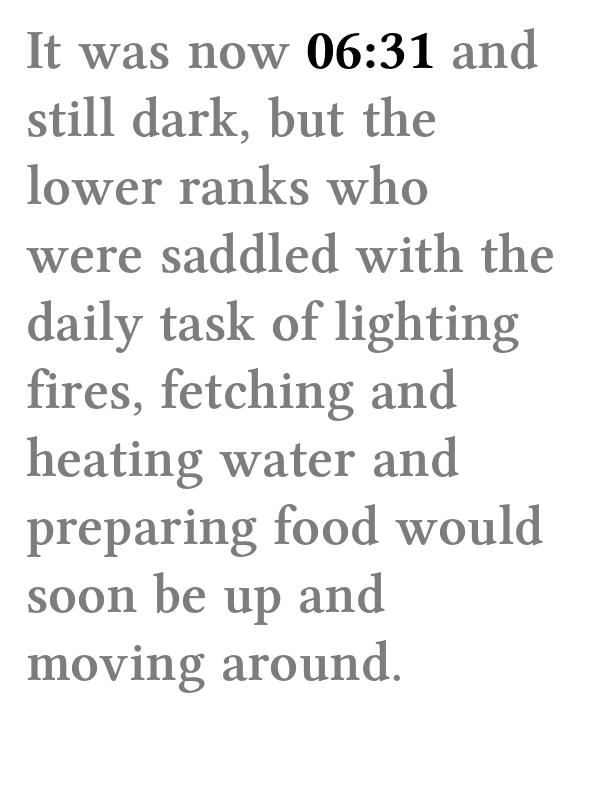 It was now 06:31 and
still dark, but the
lower ranks who
were saddled with the
daily task of lighting
fires, fetching and
heating water and
preparing food would
soon be up and
moving around.